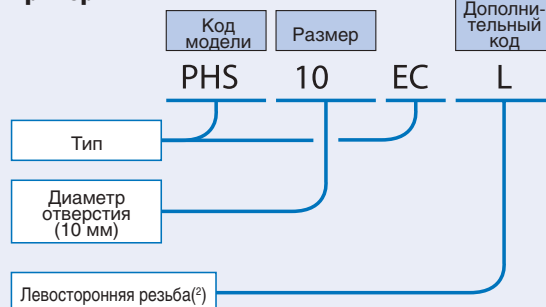 Код
модели
Размер
Дополни-
тельный
код
PHS 10 EC L
Тип
Диаметр
отверстия
(10 мм)
Левосторонняя резьба(²)